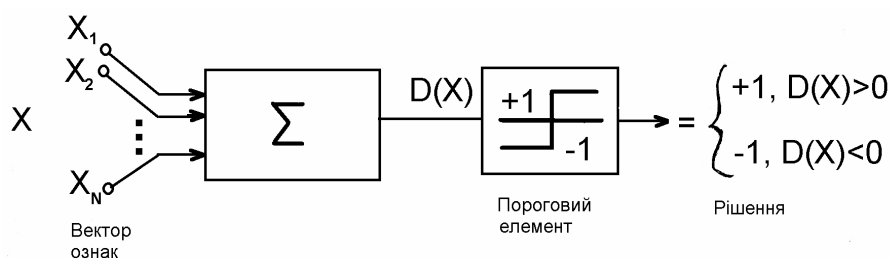 X
X1
X2
XN
Вектор
ознак
Σ
D(X)
+1
-1
Пороговий
елемент
= { +1, D(X)>0
-1, D(X)<0
Рішення